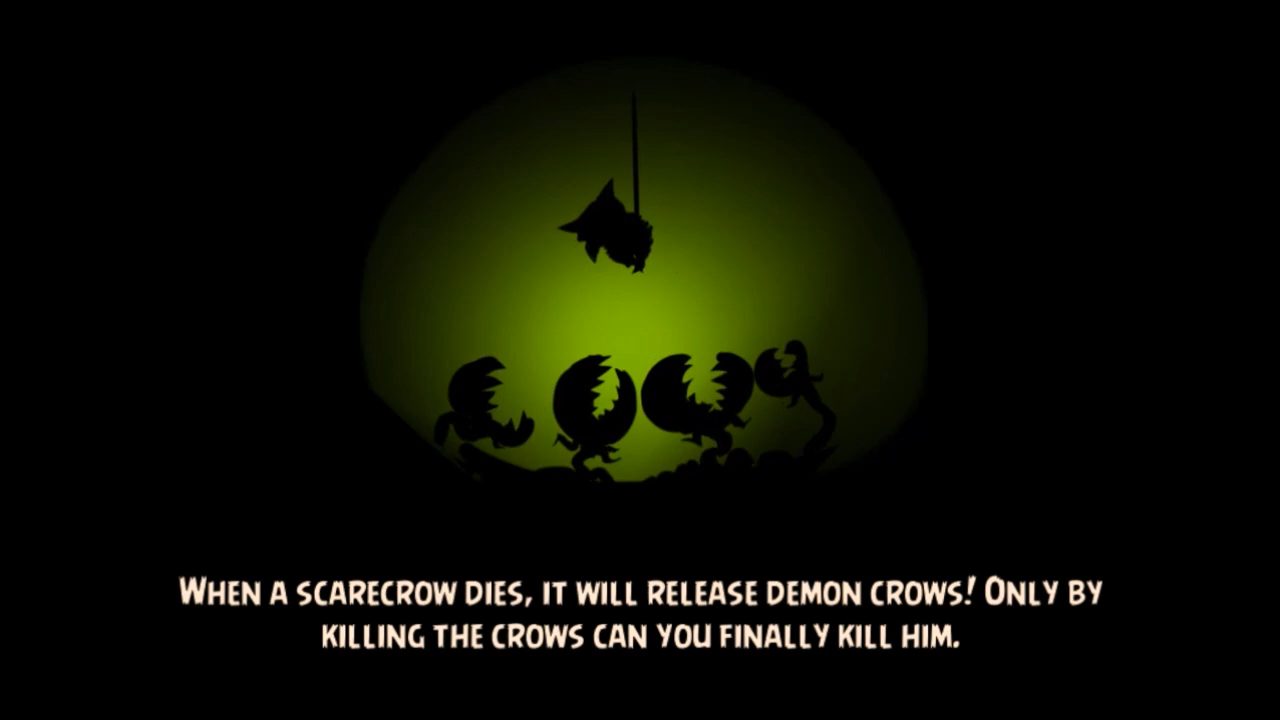 When a scarecrow dies, it will release demon crows! Only by
killing the crows can you finally kill him.